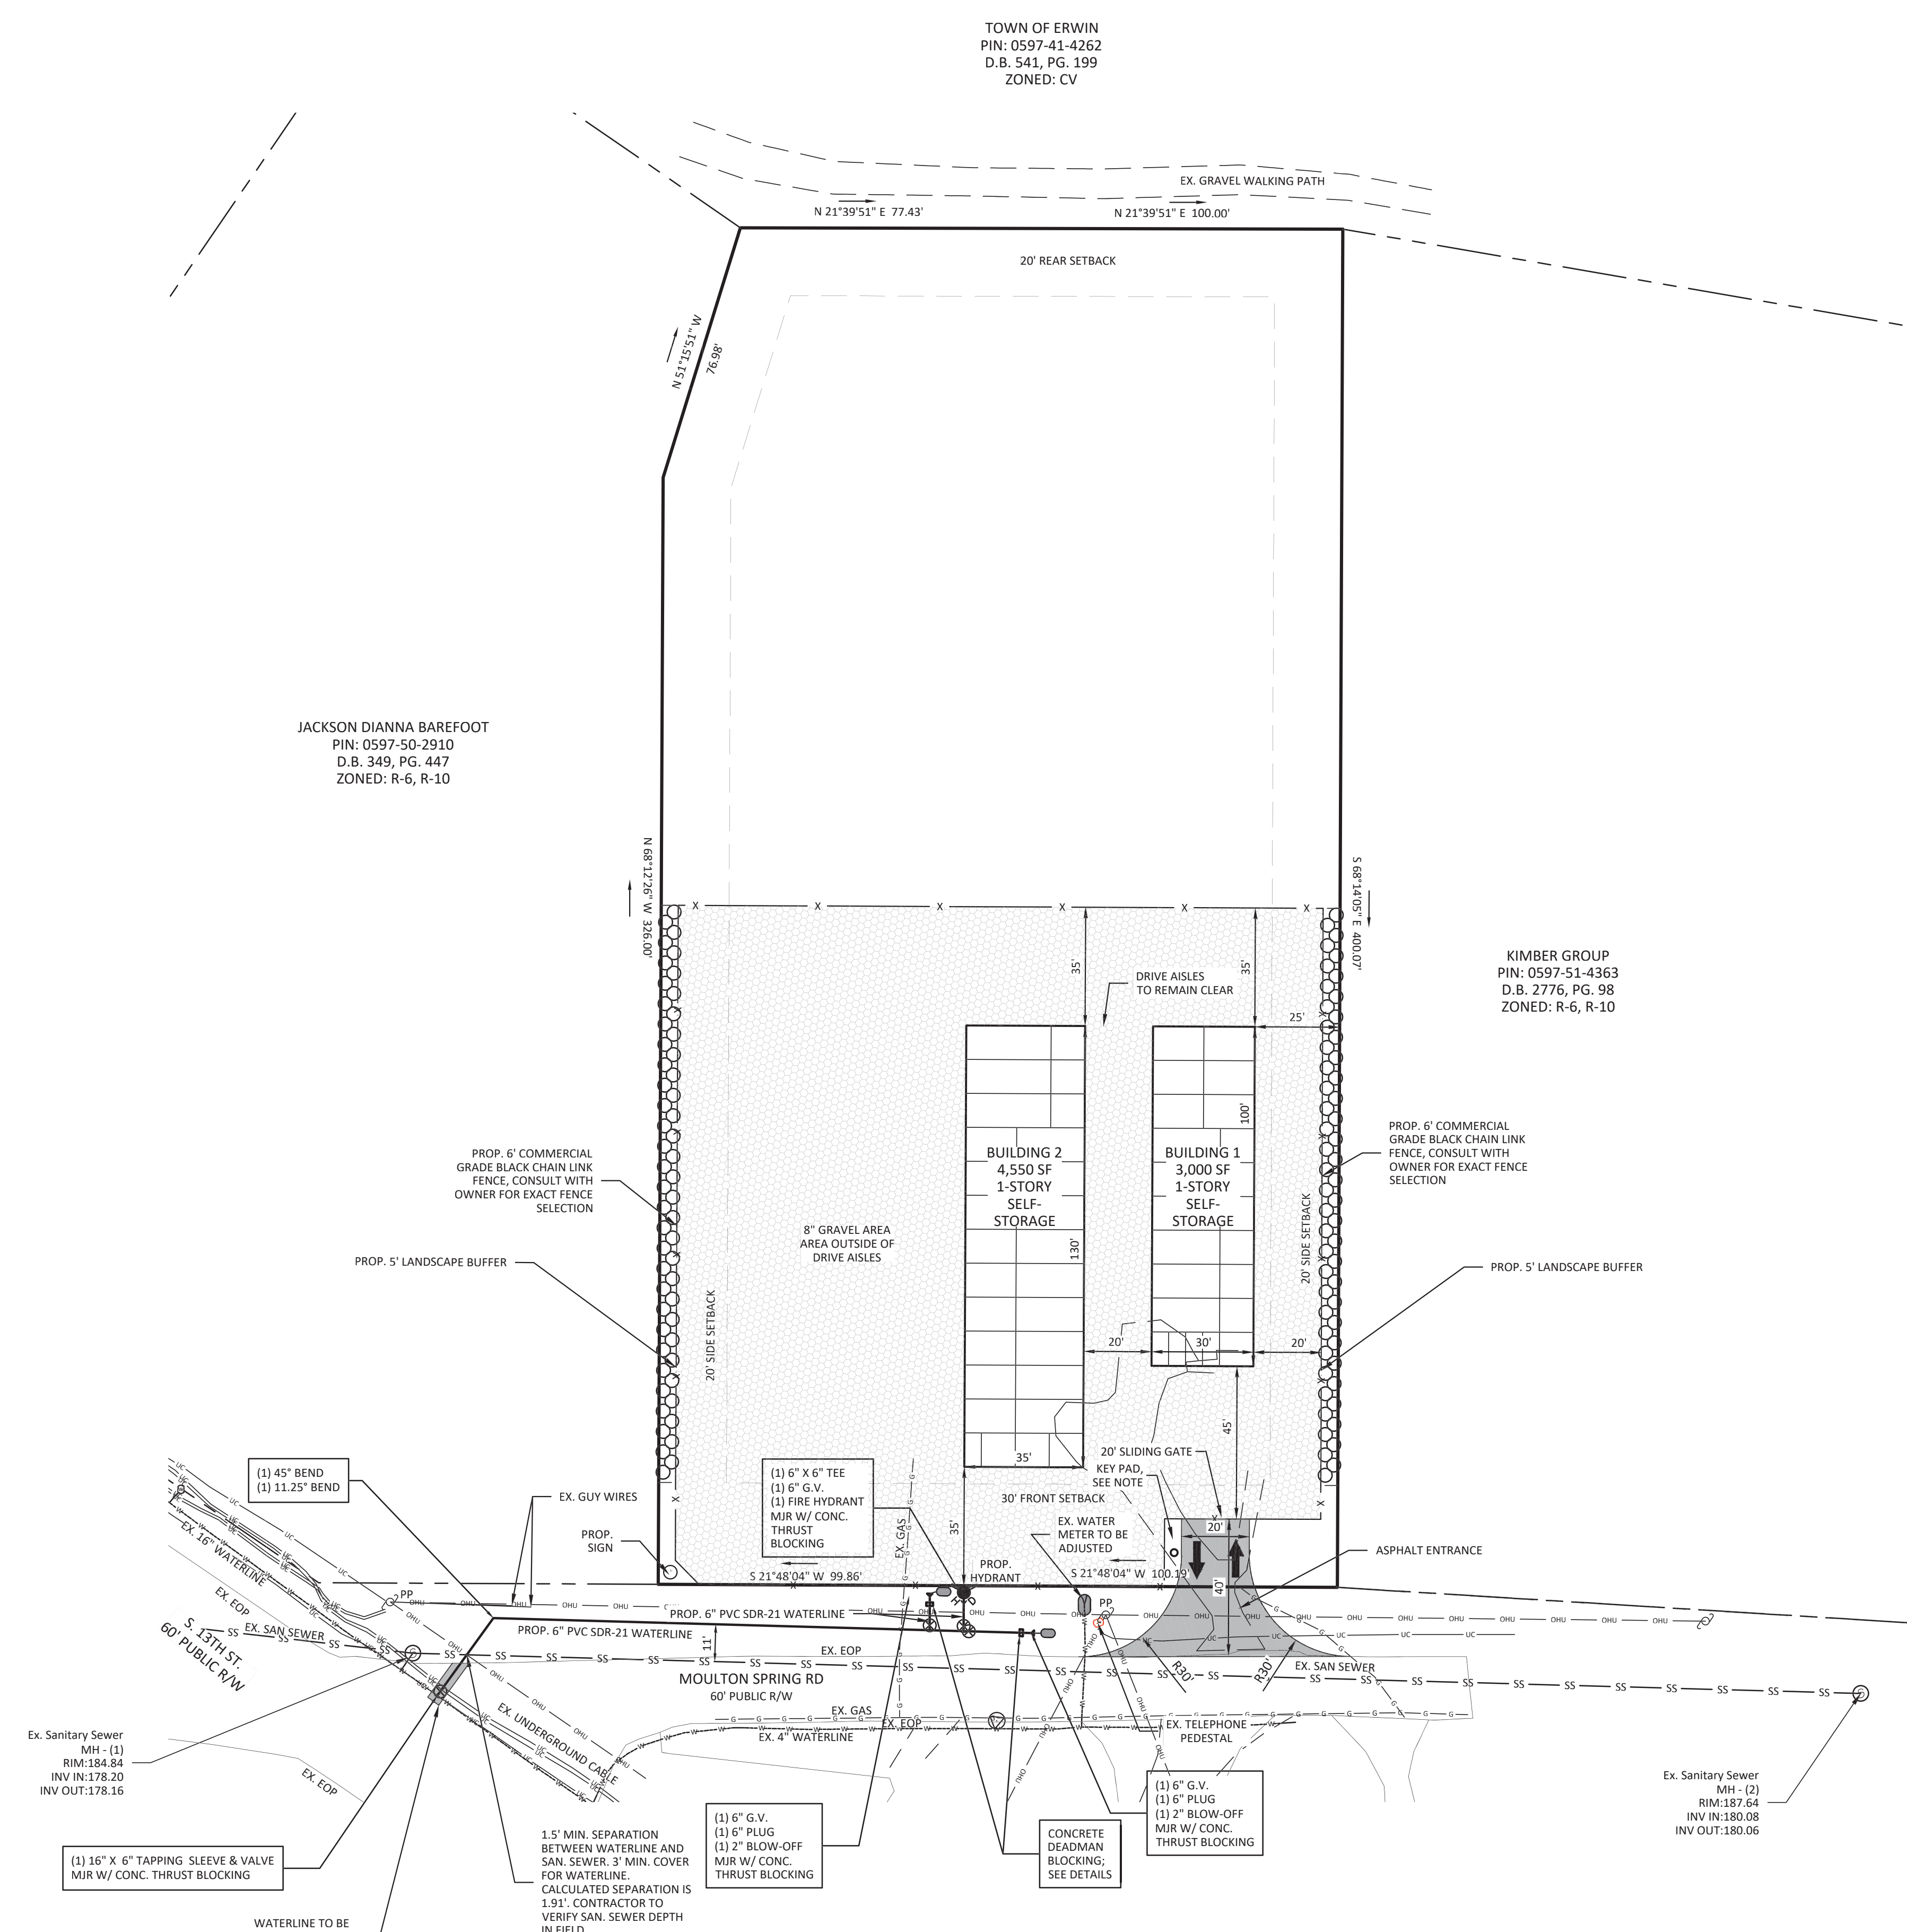 TOWN OF ERWIN
PIN: 0597-41-4262
D.B. 541, PG. 199
ZONED: CV
EX. GRAVEL WALKING PATH
N 21°39'51" E 77.43'
N 21°39'51" E 100.00'
20' REAR SETBACK
N 51°15'51" W
76.98'
JACKSON DIANNA BAREFOOT
PIN: 0597-50-2910
D.B. 349, PG. 447
ZONED: R-6, R-10
N 68°12'26" W 326.00'
S 68°14'05" E 400.07'
KIMBER GROUP
PIN: 0597-51-4363
D.B. 2776, PG. 98
ZONED: R-6, R-10
35'
35'
DRIVE AISLES
TO REMAIN CLEAR
25'
100'
PROP. 6' COMMERCIAL
GRADE BLACK CHAIN LINK
FENCE, CONSULT WITH
OWNER FOR EXACT FENCE
SELECTION
PROP. 6' COMMERCIAL
GRADE BLACK CHAIN LINK
FENCE, CONSULT WITH
OWNER FOR EXACT FENCE
SELECTION
BUILDING 2
4,550 SF
1-STORY
SELF-
STORAGE
BUILDING 1
3,000 SF
1-STORY
SELF-
STORAGE
8" GRAVEL AREA
AREA OUTSIDE OF
DRIVE AISLES
130'
20' SIDE SETBACK
20' SIDE SETBACK
PROP. 5' LANDSCAPE BUFFER
PROP. 5' LANDSCAPE BUFFER
20'
30'
20'
45'
35'
20' SLIDING GATE
KEY PAD,
SEE NOTE
30' FRONT SETBACK
(1) 45° BEND
(1) 11.25° BEND
EX. GUY WIRES
PROP.
SIGN
(1) 6" X 6" TEE
(1) 6" G.V.
(1) FIRE HYDRANT
MJR W/ CONC.
THRUST
BLOCKING
EX. GAS
35'
EX. WATER
METER TO BE
ADJUSTED
20'
40'
ASPHALT ENTRANCE
PROP.
HYDRANT
S 21°48'04" W 99.86'
S 21°48'04" W 100.19'
EX. 16" WATERLINE
EX. EOP
PP
PP
PROP. 6" PVC SDR-21 WATERLINE
PROP. 6" PVC SDR-21 WATERLINE
11'
EX. SAN SEWER
S. 13TH ST.
60' PUBLIC R/W
EX. EOP
MOULTON SPRING RD
60' PUBLIC R/W
R30'
R30'
EX. SAN SEWER
EX. GAS
EX. EOP
EX. 4" WATERLINE
EX. TELEPHONE
PEDESTAL
EX. UNDERGROUND CABLE
EX. EOP
Ex. Sanitary Sewer
MH - (1)
RIM:184.84
INV IN:178.20
INV OUT:178.16
Ex. Sanitary Sewer
MH - (2)
RIM:187.64
INV IN:180.08
INV OUT:180.06
(1) 6" G.V.
(1) 6" PLUG
(1) 2" BLOW-OFF
MJR W/ CONC.
THRUST BLOCKING
(1) 6" G.V.
(1) 6" PLUG
(1) 2" BLOW-OFF
MJR W/ CONC.
THRUST BLOCKING
CONCRETE
DEADMAN
BLOCKING;
SEE DETAILS
(1) 16" X 6" TAPPING SLEEVE & VALVE
MJR W/ CONC. THRUST BLOCKING
1.5' MIN. SEPARATION
BETWEEN WATERLINE AND
SAN. SEWER. 3' MIN. COVER
FOR WATERLINE.
CALCULATED SEPARATION IS
1.91'. CONTRACTOR TO
VERIFY SAN. SEWER DEPTH
IN FIELD
WATERLINE TO BE